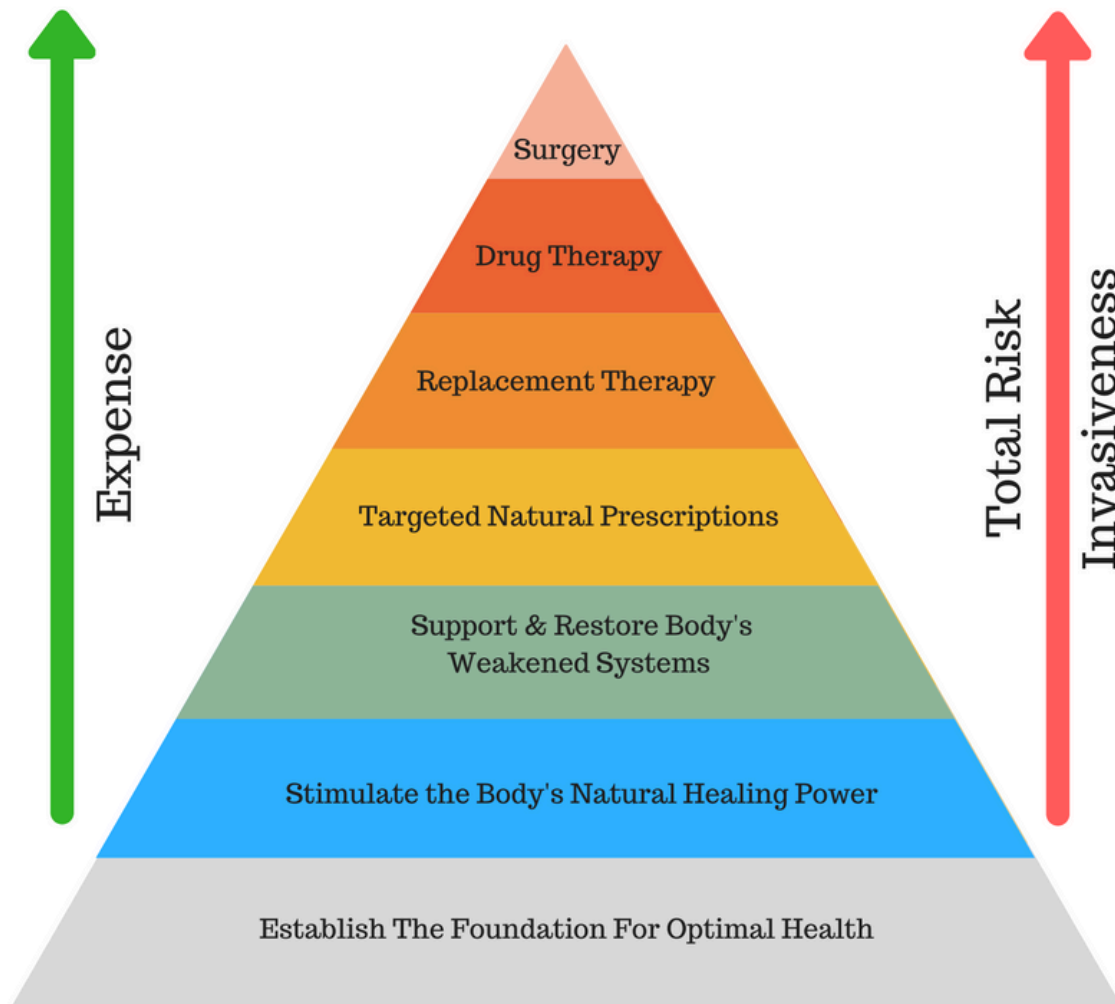 Surgery
Drug Therapy
Replacement Therapy
Targeted Natural Prescriptions
Support & Restore Body's
Weakened Systems
Stimulate the Body's Natural Healing Power
Establish The Foundation For Optimal Health
Expense
Total Risk
Invasiveness